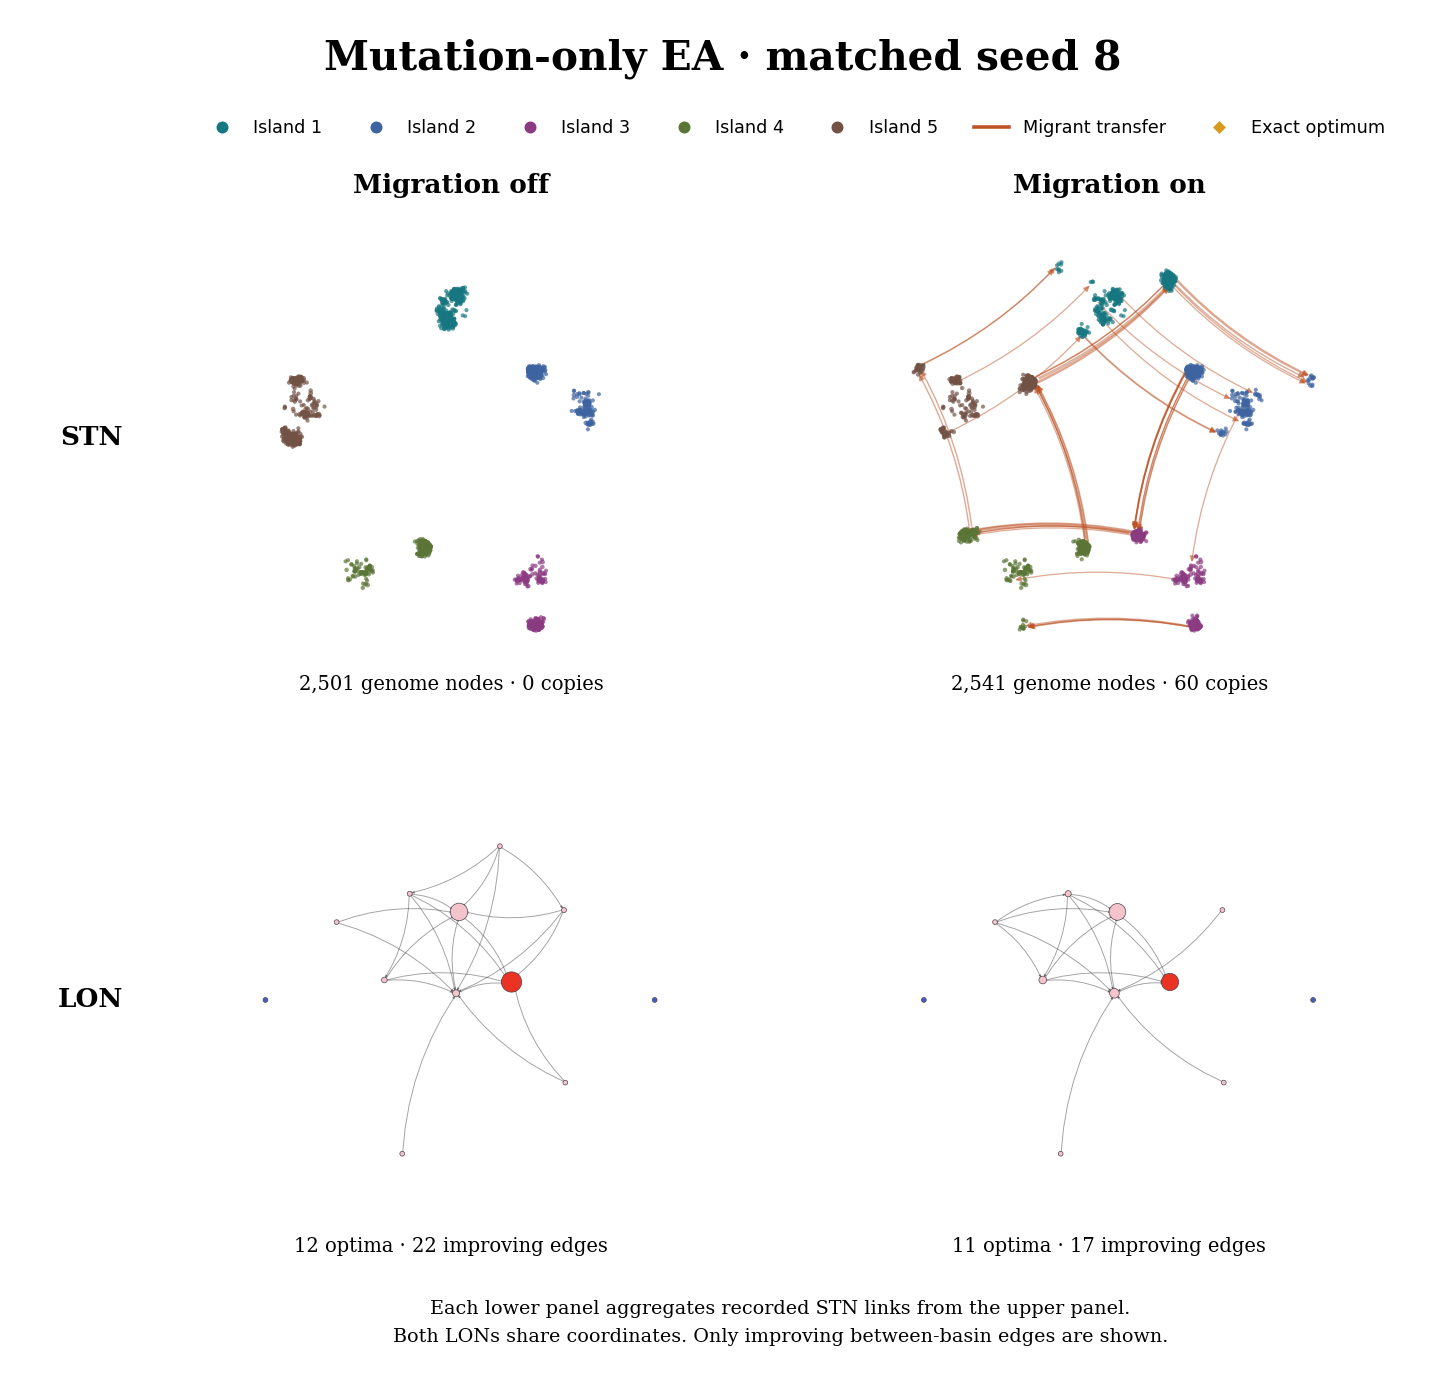 Mutation-only EA · matched seed 8
Island 1
Island 2
Island 3
Island 4
Island 5
Migrant transfer
Exact optimum
Migration off
Migration on
STN
2,501 genome nodes · 0 copies
2,541 genome nodes · 60 copies
LON
12 optima · 22 improving edges
11 optima · 17 improving edges
Each lower panel aggregates recorded STN links from the upper panel.
Both LONs share coordinates. Only improving between-basin edges are shown.